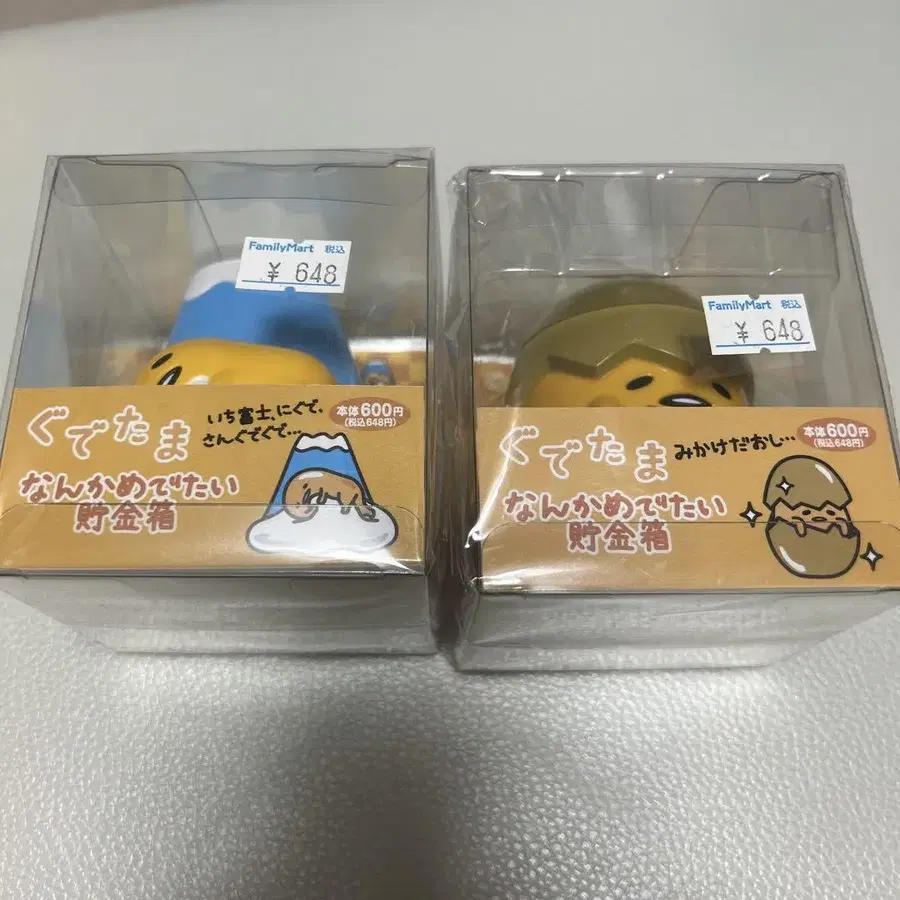 FamilyMart 税込
¥ 648
ぐでたま
いち富士、にぐで、
さんぐでぐで…
本体600円
(税込648円)
なんかめでたい
貯金箱
FamilyMart 税込
¥ 648
ぐでたま
みかけだおし…
本体600円
(税込648円)
なんかめでたい
貯金箱